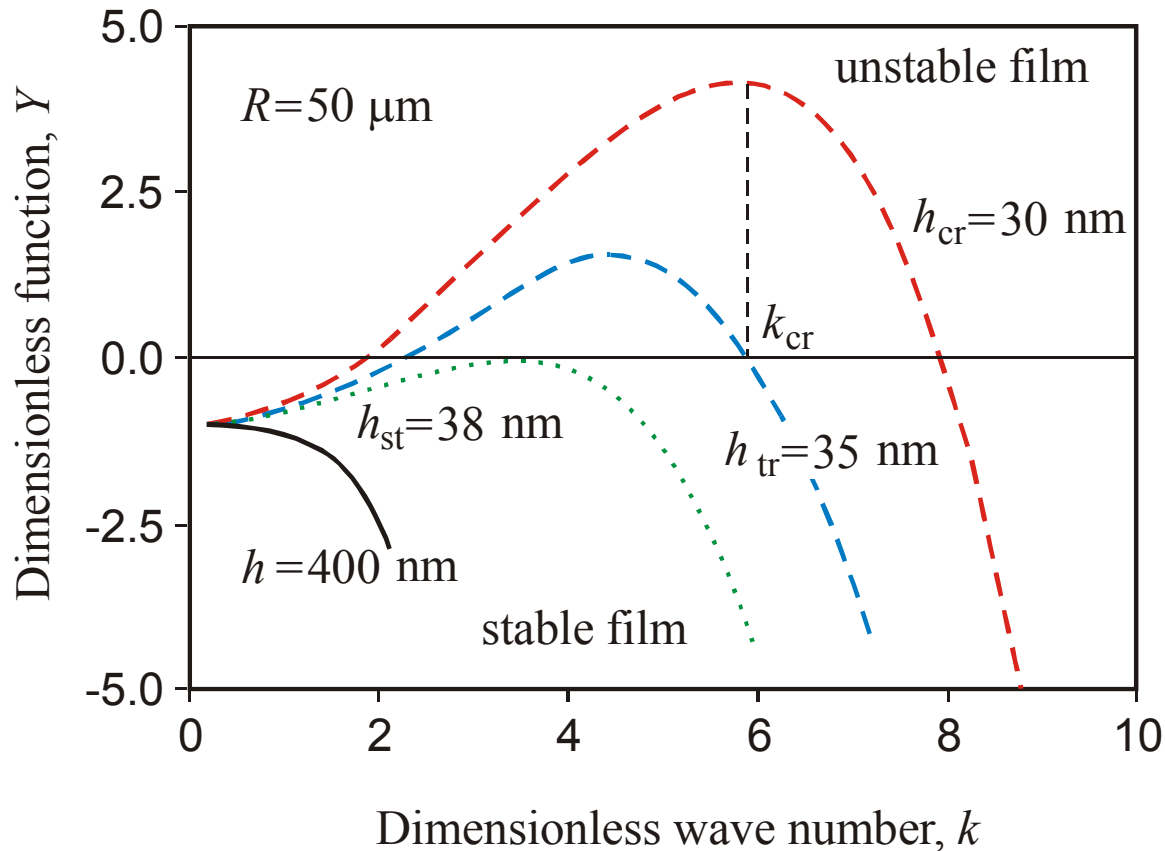 Dimensionless function, Y
5.0
2.5
0.0
-2.5
-5.0
R=50 μm
unstable film
h_cr=30 nm
k_cr
h_st=38 nm
h_tr=35 nm
h=400 nm
stable film
0 2 4 6 8 10
Dimensionless wave number, k